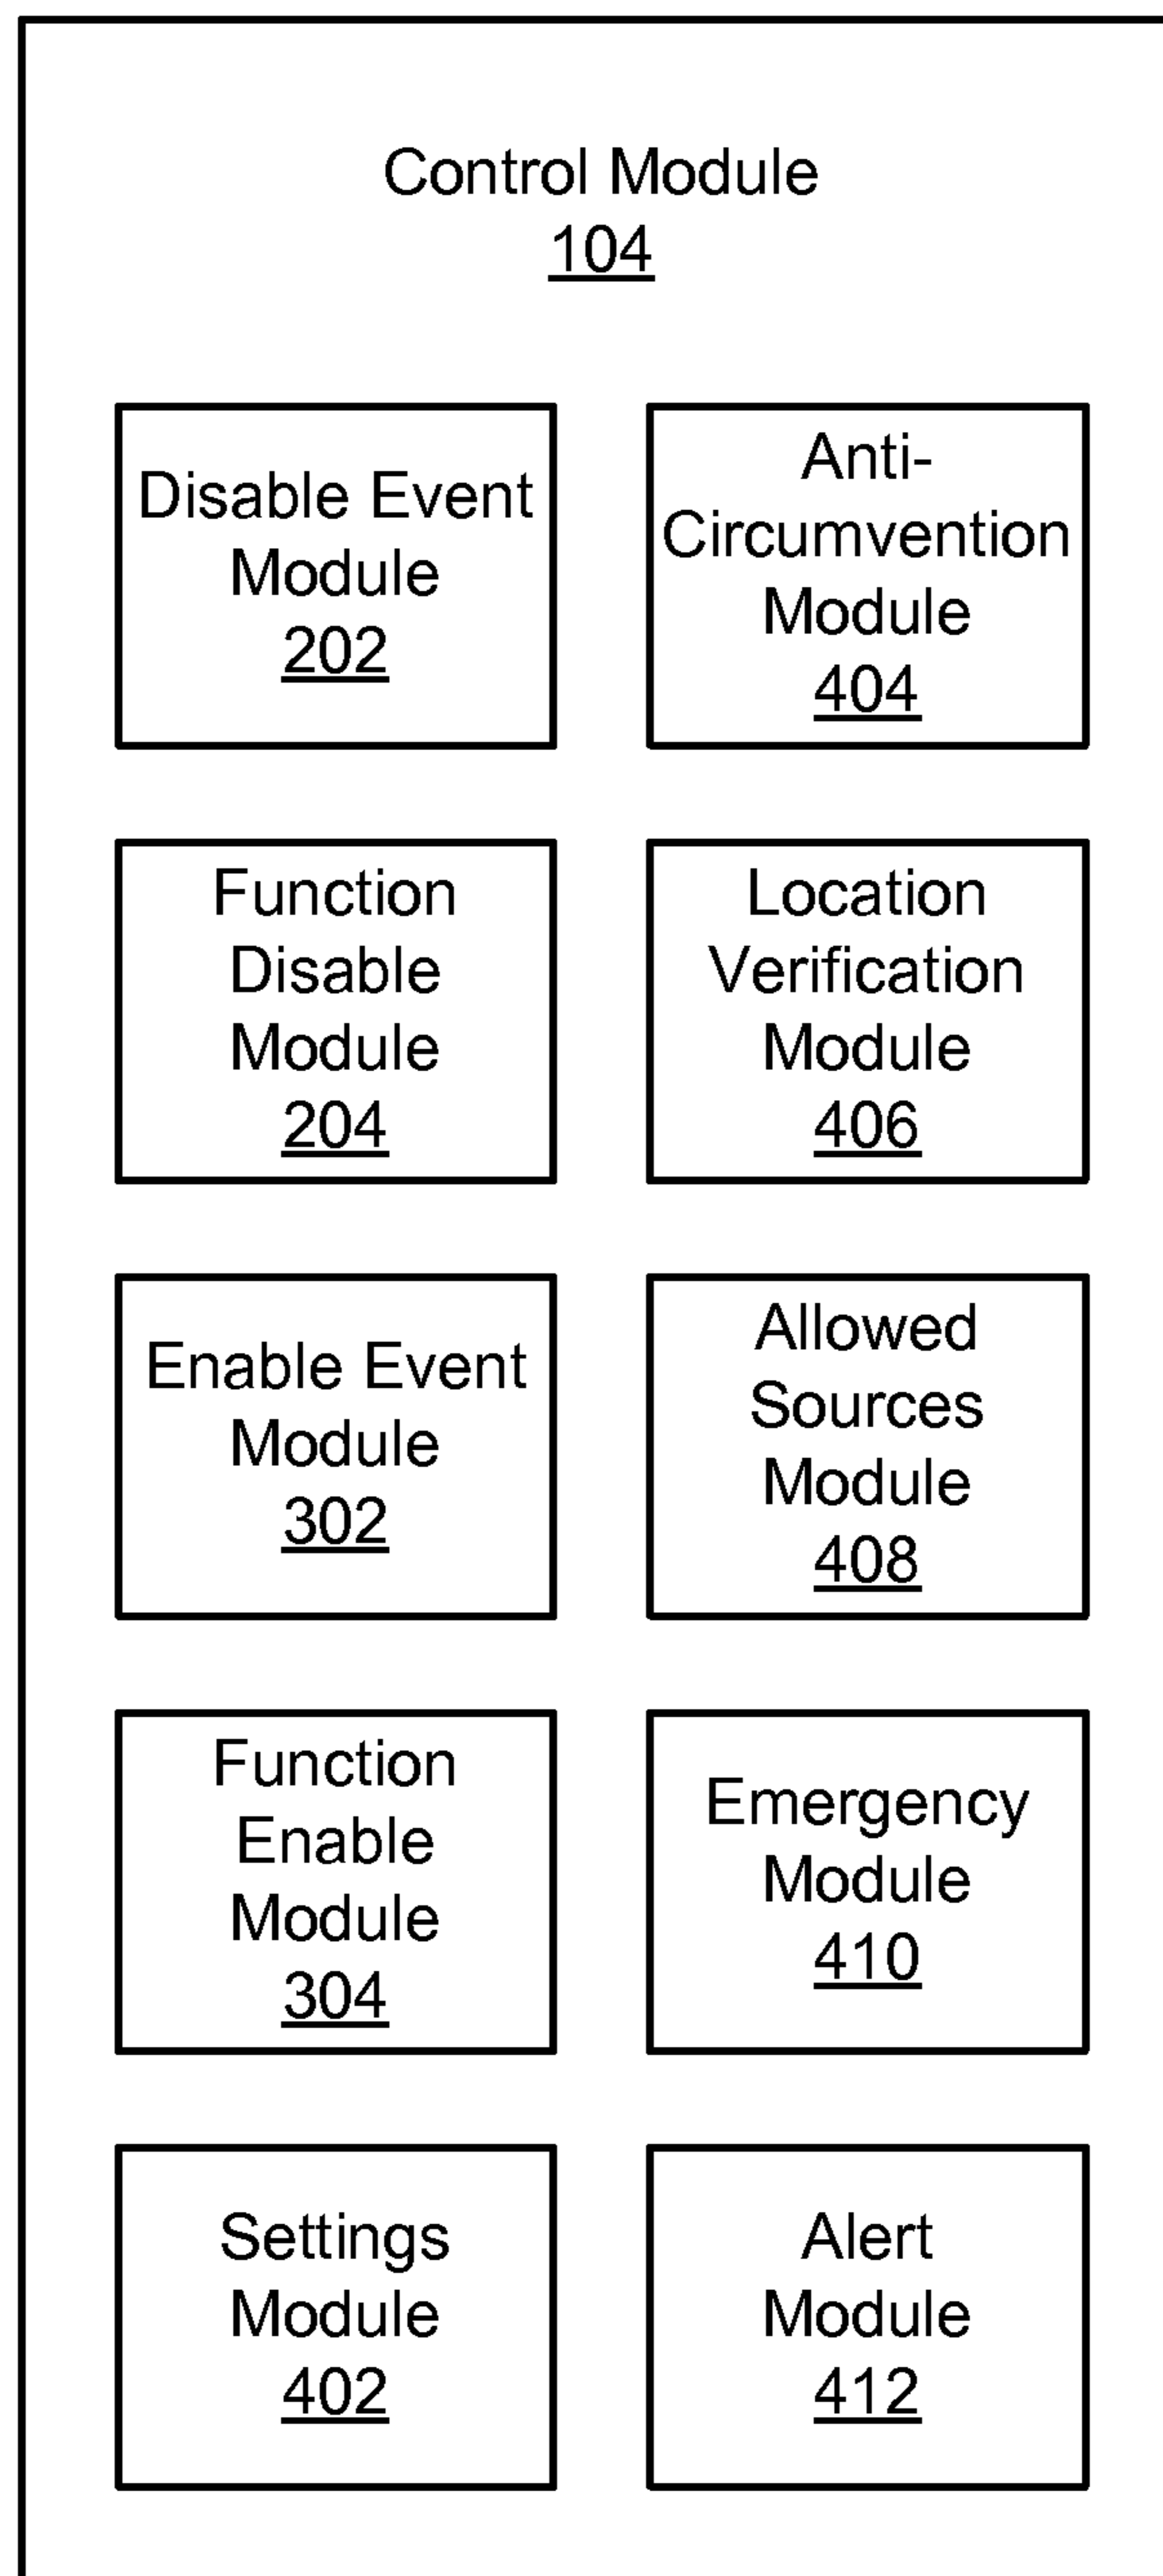 Control Module
104
Disable Event
Module
202
Anti-
Circumvention
Module
404
Function
Disable
Module
204
Location
Verification
Module
406
Enable Event
Module
302
Allowed
Sources
Module
408
Function
Enable
Module
304
Emergency
Module
410
Settings
Module
402
Alert
Module
412